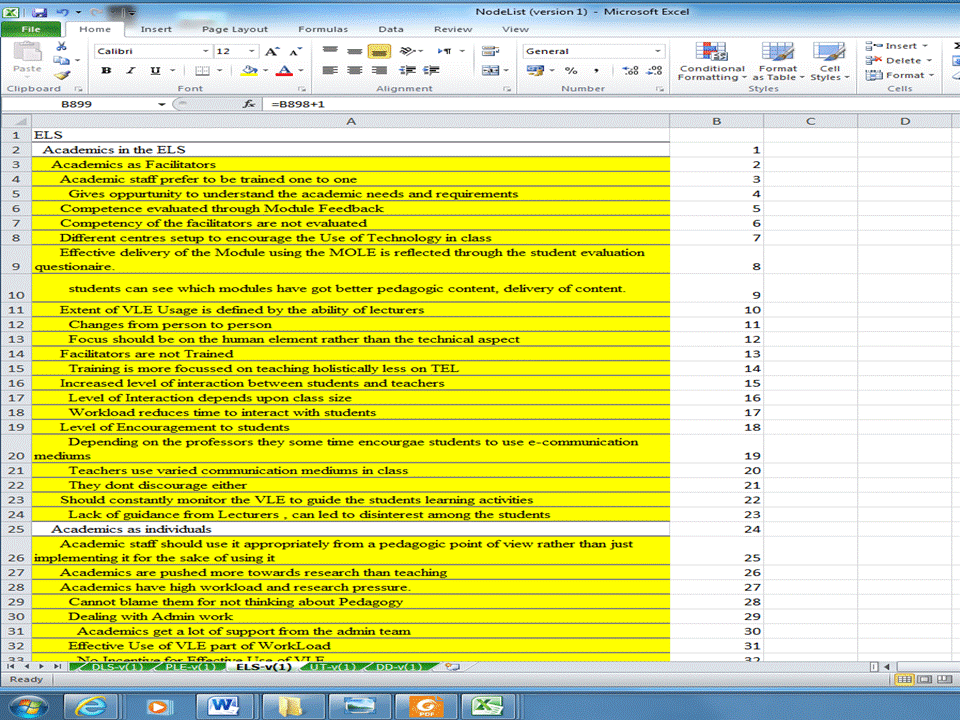 NodeList (version 1) - Microsoft Excel
File Home Insert Page Layout Formulas Data Review View
Calibri 12 A A General Insert
Paste Conditional Format Cell Delete
B I U A % , Formatting as Table Styles Format
Clipboard Font Alignment Number Styles Cells
B899 fx =B898+1
A B C D
1 ELS
2 Academics in the ELS 1
3 Academics as Facilitators 2
4 Academic staff prefer to be trained one to one 3
5 Gives oppurtunity to understand the academic needs and requirements 4
6 Competence evaluated through Module Feedback 5
7 Competency of the facilitators are not evaluated 6
8 Different centres setup to encourage the Use of Technology in class 7
Effective delivery of the Module using the MOLE is reflected through the student evaluation
9 questionaire. 8
students can see which modules have got better pedagogic content, delivery of content.
10 9
11 Extent of VLE Usage is defined by the ability of lecturers 10
12 Changes from person to person 11
13 Focus should be on the human element rather than the technical aspect 12
14 Facilitators are not Trained 13
15 Training is more focussed on teaching holistically less on TEL 14
16 Increased level of interaction between students and teachers 15
17 Level of Interaction depends upon class size 16
18 Workload reduces time to interact with students 17
19 Level of Encouragement to students 18
Depending on the professors they some time encourgae students to use e-communication
20 mediums 19
21 Teachers use varied communication mediums in class 20
22 They dont discourage either 21
23 Should constantly monitor the VLE to guide the students learning activities 22
24 Lack of guidance from Lecturers , can led to disinterest among the students 23
25 Academics as individuals 24
Academic staff should use it appropriately from a pedagogic point of view rather than just
26 implementing it for the sake of using it 25
27 Academics are pushed more towards research than teaching 26
28 Academics have high workload and research pressure. 27
29 Cannot blame them for not thinking about Pedagogy 28
30 Dealing with Admin work 29
31 Academics get a lot of support from the admin team 30
32 Effective Use of VLE part of WorkLoad 31
33 No Incentive for Effective Use of VLE 32
DLS-v(1) PLE-v(1) ELS-v(1) UT-v(1) DD-v(1)
Ready
PDF